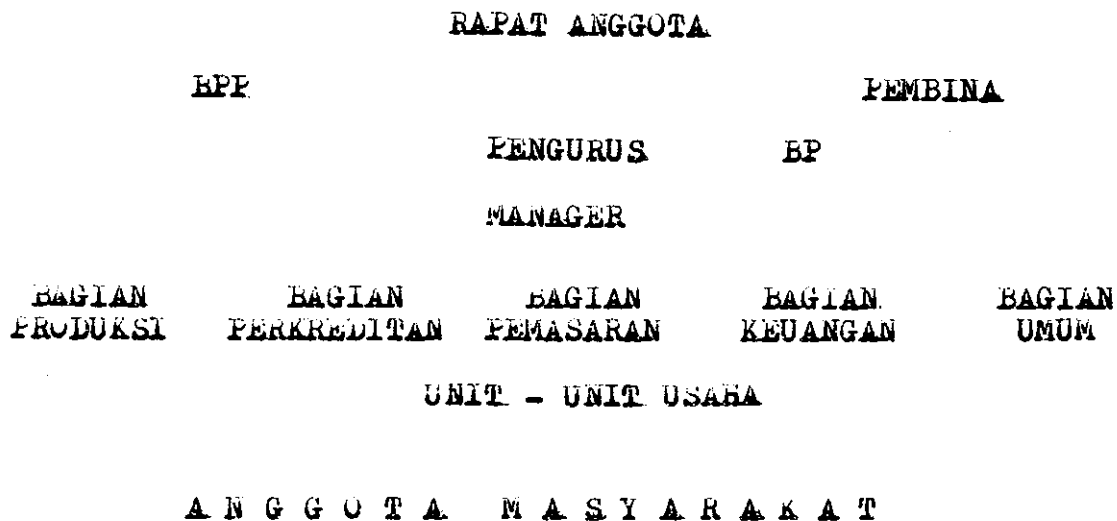 RAPAT ANGGOTA
BPP PEMBINA
PENGURUS BP
MANAGER
BAGIAN BAGIAN BAGIAN BAGIAN BAGIAN
PRODUKSI PERKREDITAN PEMASARAN KEUANGAN UMUM
UNIT - UNIT USAHA
A N G G O T A M A S Y A R A K A T